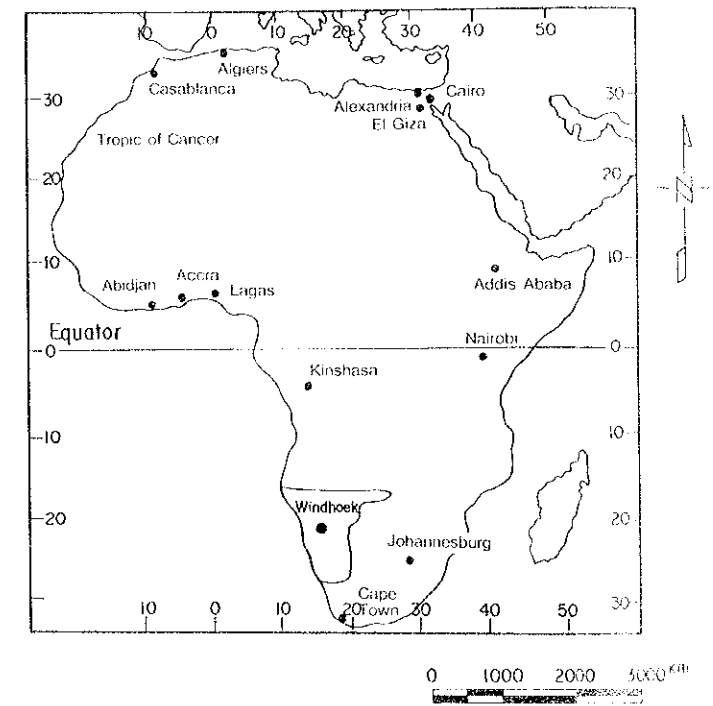 10 0 10 20 30 40 50
Algiers
Casablanca
Cairo
Alexandria
El Giza
30 30
Tropic of Cancer
20 20
10 10
Addis Ababa
Abidjan Accra Lagas
Equator
Nairobi
0 0
Kinshasa
10 10
Windhoek
20 20
Johannesburg
Cape
Town
30
10 0 10 20 30 40 50
N
0 1000 2000 3000 Km